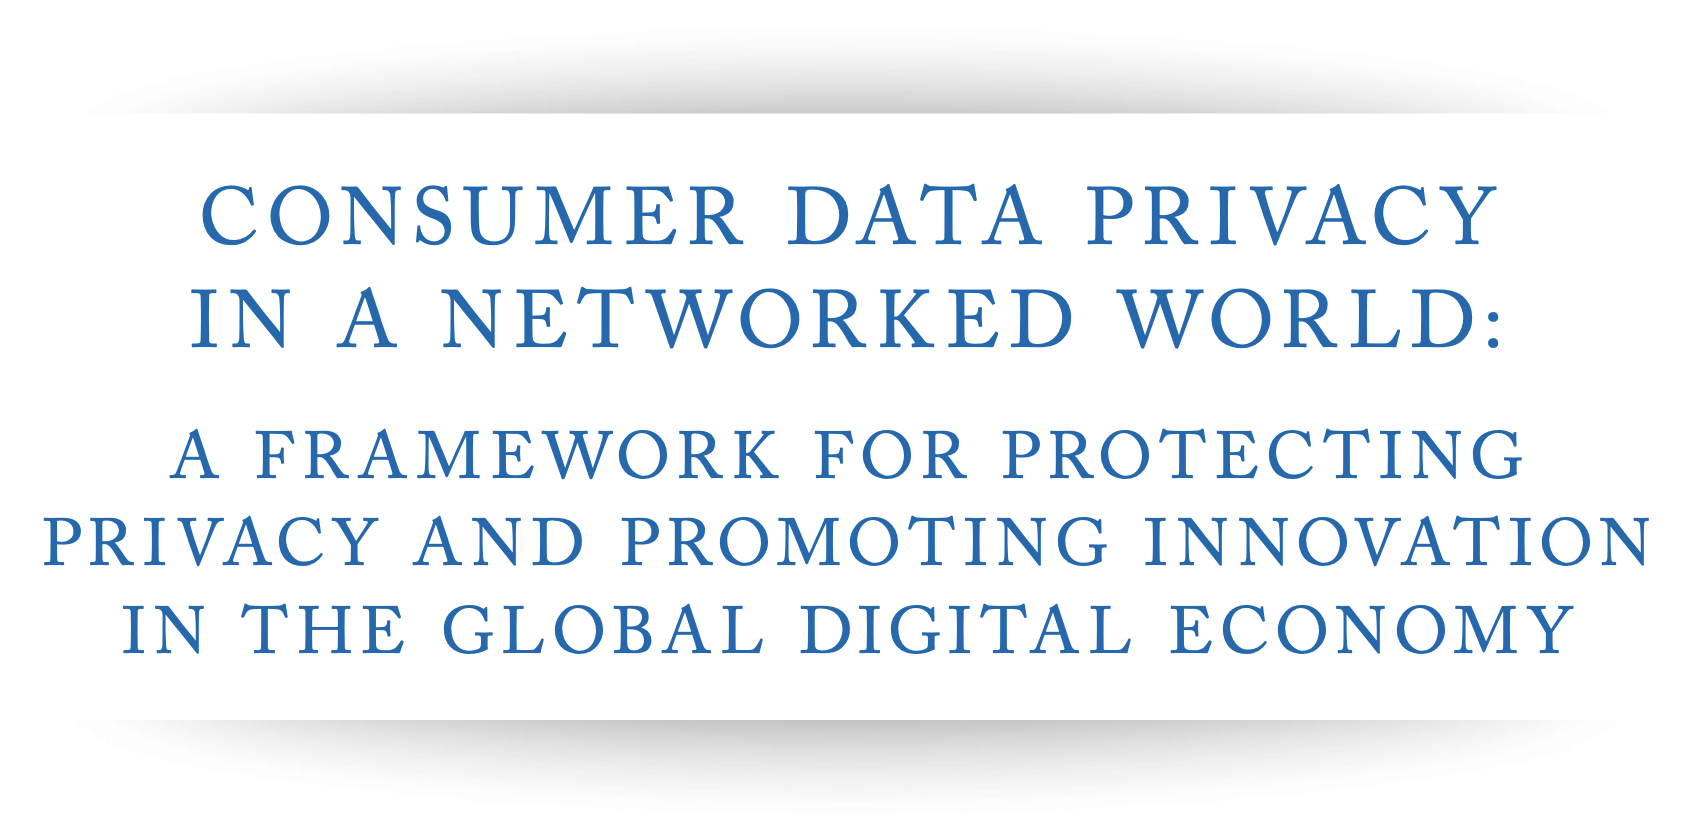 CONSUMER DATA PRIVACY
IN A NETWORKED WORLD:
A FRAMEWORK FOR PROTECTING
PRIVACY AND PROMOTING INNOVATION
IN THE GLOBAL DIGITAL ECONOMY